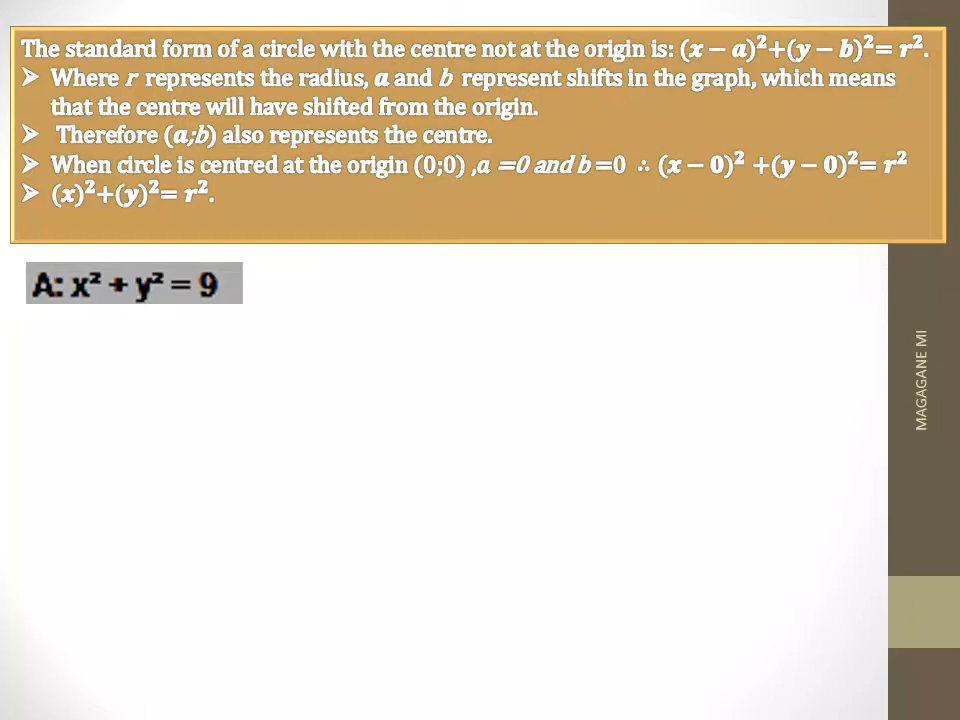 The standard form of a circle with the centre not at the origin is: (x − a)²+(y − b)²= r².
➤ Where r represents the radius, a and b represent shifts in the graph, which means
that the centre will have shifted from the origin.
➤ Therefore (a;b) also represents the centre.
➤ When circle is centred at the origin (0;0) ,a =0 and b =0 ∴ (x − 0)² +(y − 0)²= r²
➤ (x)²+(y)²= r².
A: x² + y² = 9
MAGAGANE MI